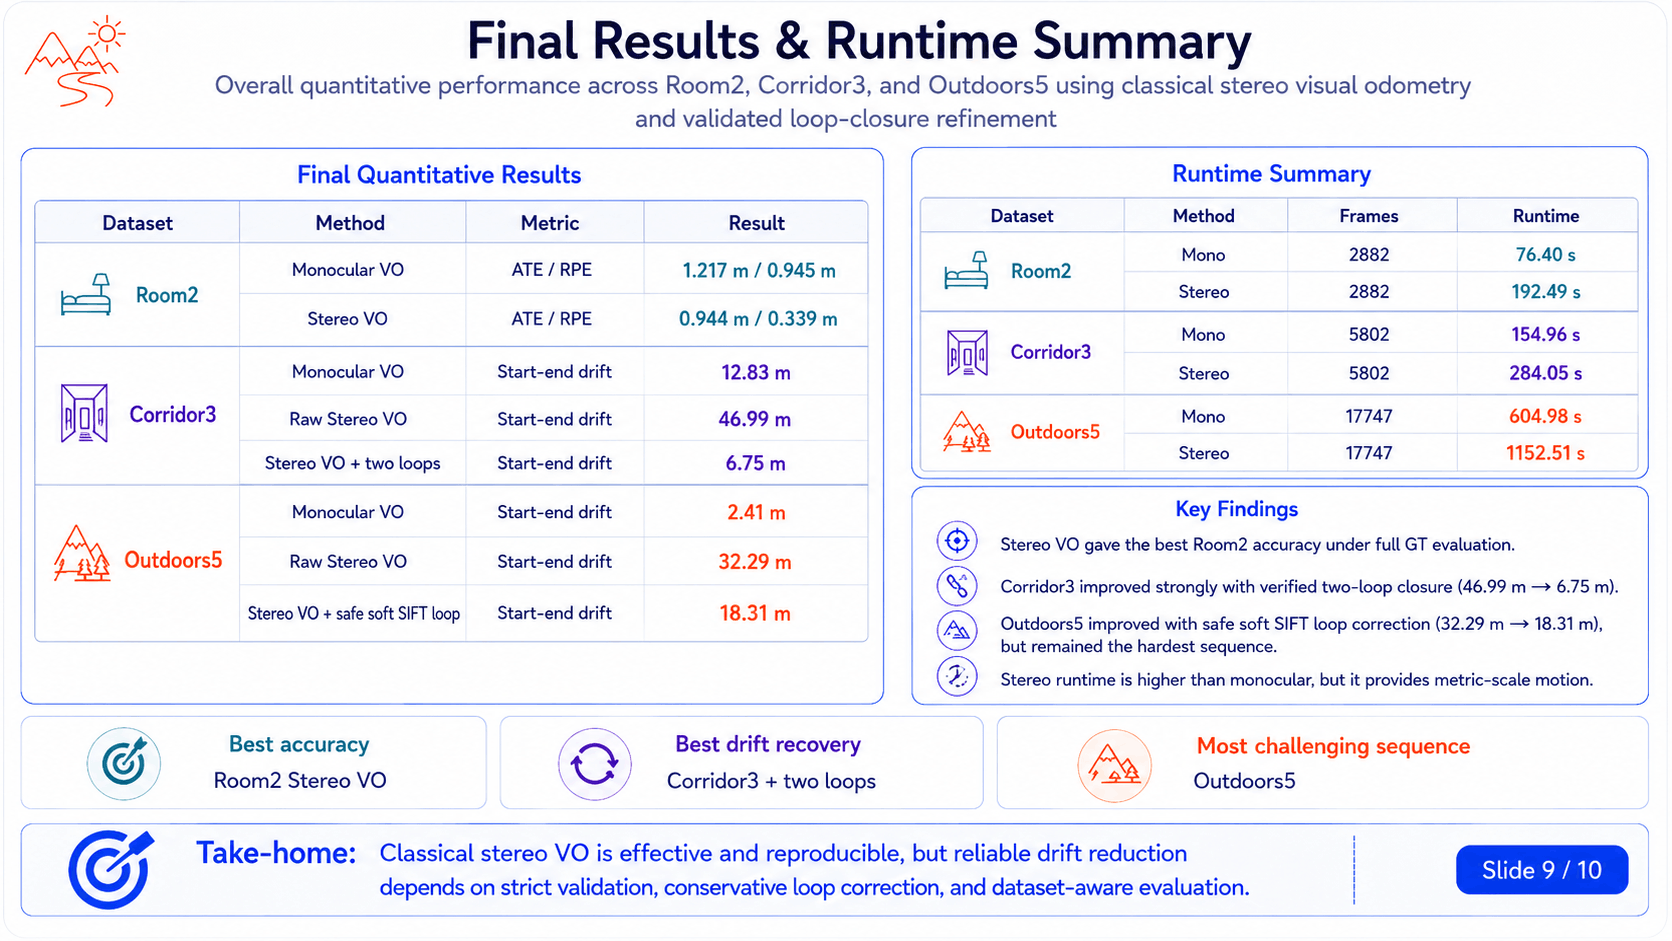 Final Results & Runtime Summary
Overall quantitative performance across Room2, Corridor3, and Outdoors5 using classical stereo visual odometry
and validated loop-closure refinement
Final Quantitative Results
Dataset Method Metric Result
Room2
Monocular VO ATE / RPE 1.217 m / 0.945 m
Stereo VO ATE / RPE 0.944 m / 0.339 m
Corridor3
Monocular VO Start-end drift 12.83 m
Raw Stereo VO Start-end drift 46.99 m
Stereo VO + two loops Start-end drift 6.75 m
Outdoors5
Monocular VO Start-end drift 2.41 m
Raw Stereo VO Start-end drift 32.29 m
Stereo VO + safe soft SIFT loop Start-end drift 18.31 m
Runtime Summary
Dataset Method Frames Runtime
Room2
Mono 2882 76.40 s
Stereo 2882 192.49 s
Corridor3
Mono 5802 154.96 s
Stereo 5802 284.05 s
Outdoors5
Mono 17747 604.98 s
Stereo 17747 1152.51 s
Key Findings
Stereo VO gave the best Room2 accuracy under full GT evaluation.
Corridor3 improved strongly with verified two-loop closure (46.99 m → 6.75 m).
Outdoors5 improved with safe soft SIFT loop correction (32.29 m → 18.31 m),
but remained the hardest sequence.
Stereo runtime is higher than monocular, but it provides metric-scale motion.
Best accuracy
Room2 Stereo VO
Best drift recovery
Corridor3 + two loops
Most challenging sequence
Outdoors5
Take-home: Classical stereo VO is effective and reproducible, but reliable drift reduction
depends on strict validation, conservative loop correction, and dataset-aware evaluation.
Slide 9 / 10